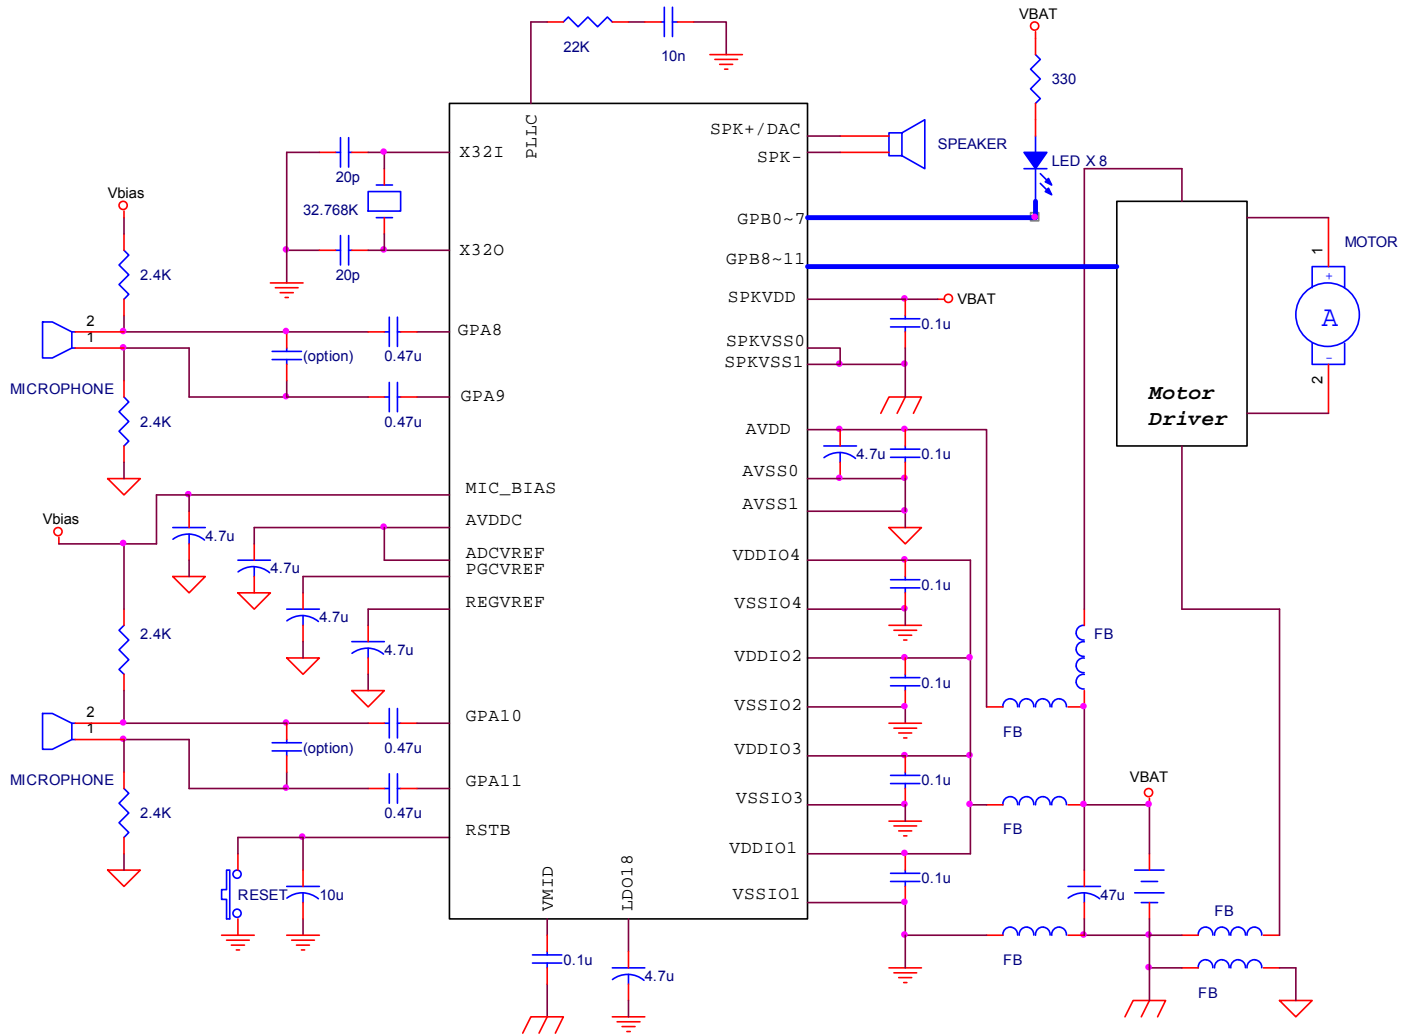 VBAT
22K
10n
330
PLLC
SPK+/DAC
SPEAKER
SPK-
X32I
20p
LED X 8
32.768K
Vbias
GPB0~7
MOTOR
X32O
20p
GPB8~11
1
+
2.4K
SPKVDD
VBAT
A
0.1u
2
1
GPA8
(option)
0.47u
SPKVSS0
SPKVSS1
-
2
MICROPHONE
GPA9
0.47u
Motor
Driver
2.4K
AVDD
4.7u
0.1u
AVSS0
MIC_BIAS
AVSS1
Vbias
AVDDC
4.7u
ADCVREF
PGCVREF
4.7u
VDDIO4
0.1u
REGVREF
4.7u
VSSIO4
2.4K
4.7u
FB
VDDIO2
0.1u
VSSIO2
2
1
GPA10
(option)
0.47u
FB
VDDIO3
MICROPHONE
GPA11
0.1u
VBAT
0.47u
VSSIO3
2.4K
RSTB
FB
VDDIO1
0.1u
RESET
10u
VMID
LDO18
VSSIO1
47u
FB
0.1u
4.7u
FB
FB